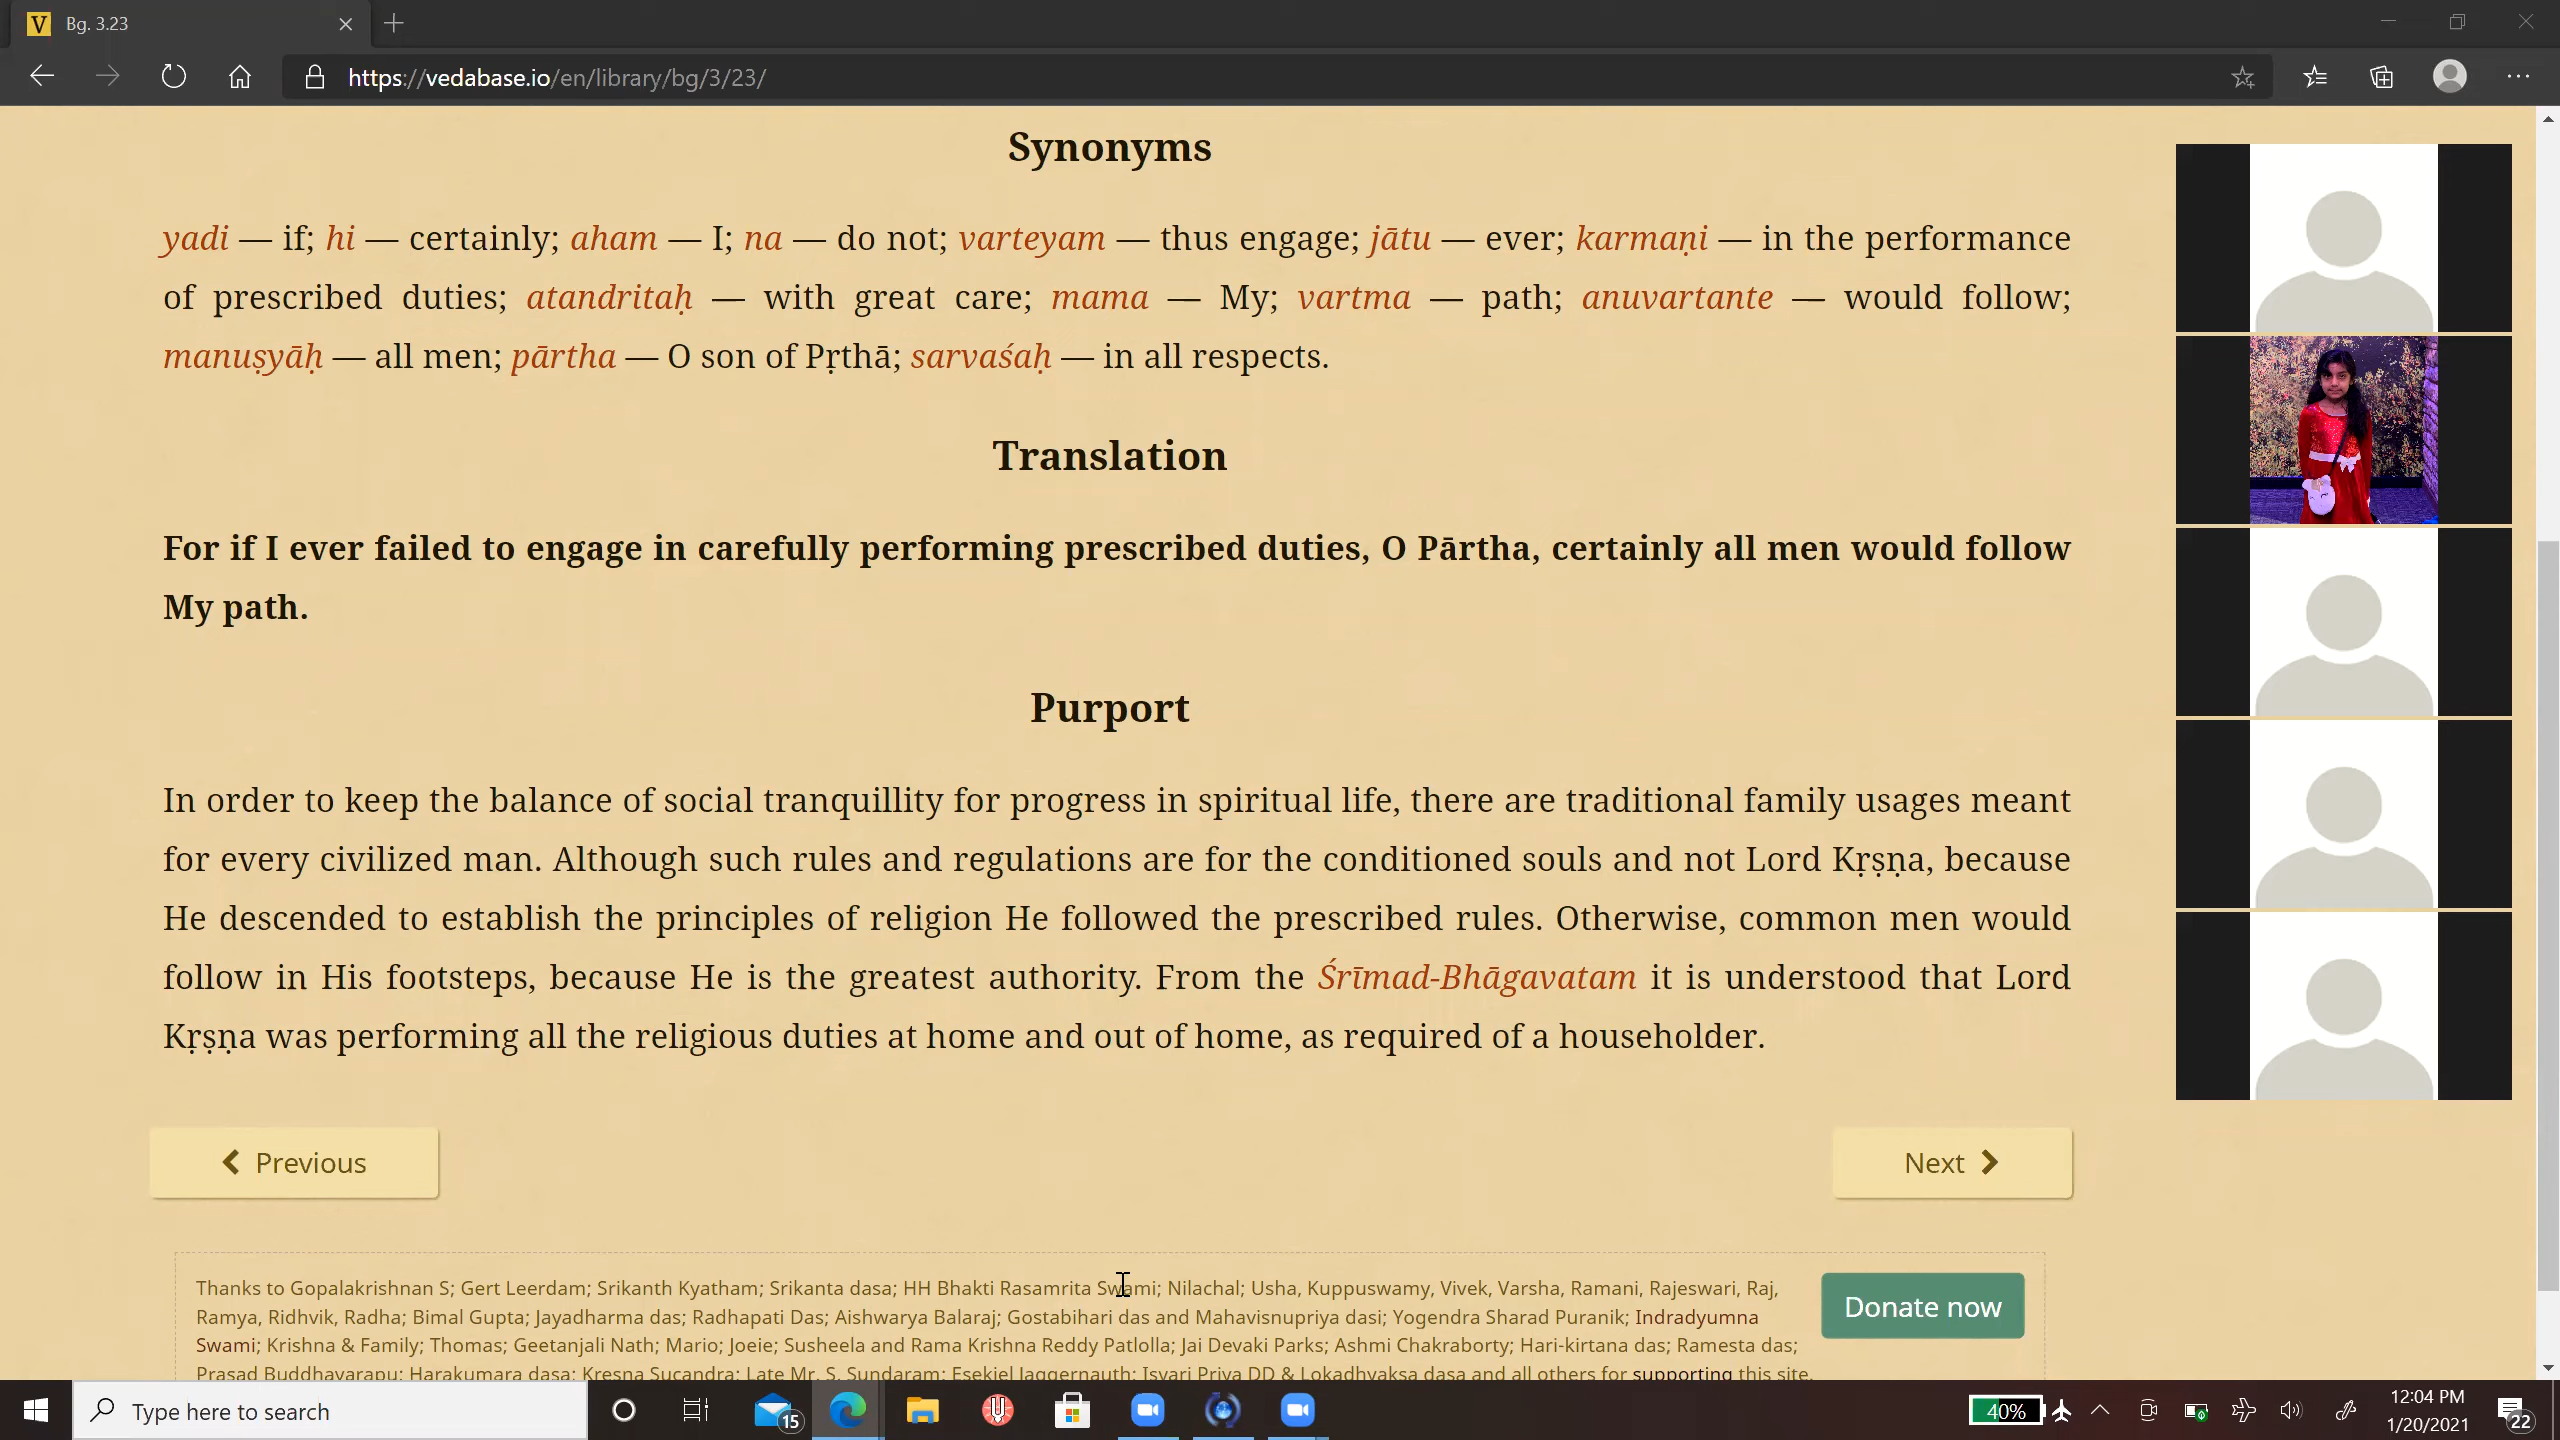 V Bg. 3.23
https://vedabase.io/en/library/bg/3/23/
Synonyms
yadi — if; hi — certainly; aham — I; na — do not; varteyam — thus engage; jātu — ever; karmaṇi — in the performance
of prescribed duties; atandritaḥ — with great care; mama — My; vartma — path; anuvartante — would follow;
manuṣyāḥ — all men; pārtha — O son of Pṛthā; sarvaśaḥ — in all respects.
Translation
For if I ever failed to engage in carefully performing prescribed duties, O Pārtha, certainly all men would follow
My path.
Purport
In order to keep the balance of social tranquillity for progress in spiritual life, there are traditional family usages meant
for every civilized man. Although such rules and regulations are for the conditioned souls and not Lord Kṛṣṇa, because
He descended to establish the principles of religion He followed the prescribed rules. Otherwise, common men would
follow in His footsteps, because He is the greatest authority. From the Śrīmad-Bhāgavatam it is understood that Lord
Kṛṣṇa was performing all the religious duties at home and out of home, as required of a householder.
Previous
Next
Thanks to Gopalakrishnan S; Gert Leerdam; Srikanth Kyatham; Srikanta dasa; HH Bhakti Rasamrita Swami; Nilachal; Usha, Kuppuswamy, Vivek, Varsha, Ramani, Rajeswari, Raj,
Ramya, Ridhvik, Radha; Bimal Gupta; Jayadharma das; Radhapati Das; Aishwarya Balaraj; Gostabihari das and Mahavisnupriya dasi; Yogendra Sharad Puranik; Indradyumna
Swami; Krishna & Family; Thomas; Geetanjali Nath; Mario; Joeie; Susheela and Rama Krishna Reddy Patlolla; Jai Devaki Parks; Ashmi Chakraborty; Hari-kirtana das; Ramesta das;
Prasad Buddhavarapu; Harakumara dasa; Kresna Sucandra; Late Mr. S. Sundaram; Esekiel Jaggernauth; Isvari Priya DD & Lokadhyaksa dasa and all others for supporting this site.
Donate now
Type here to search
15
40%
12:04 PM
1/20/2021
22